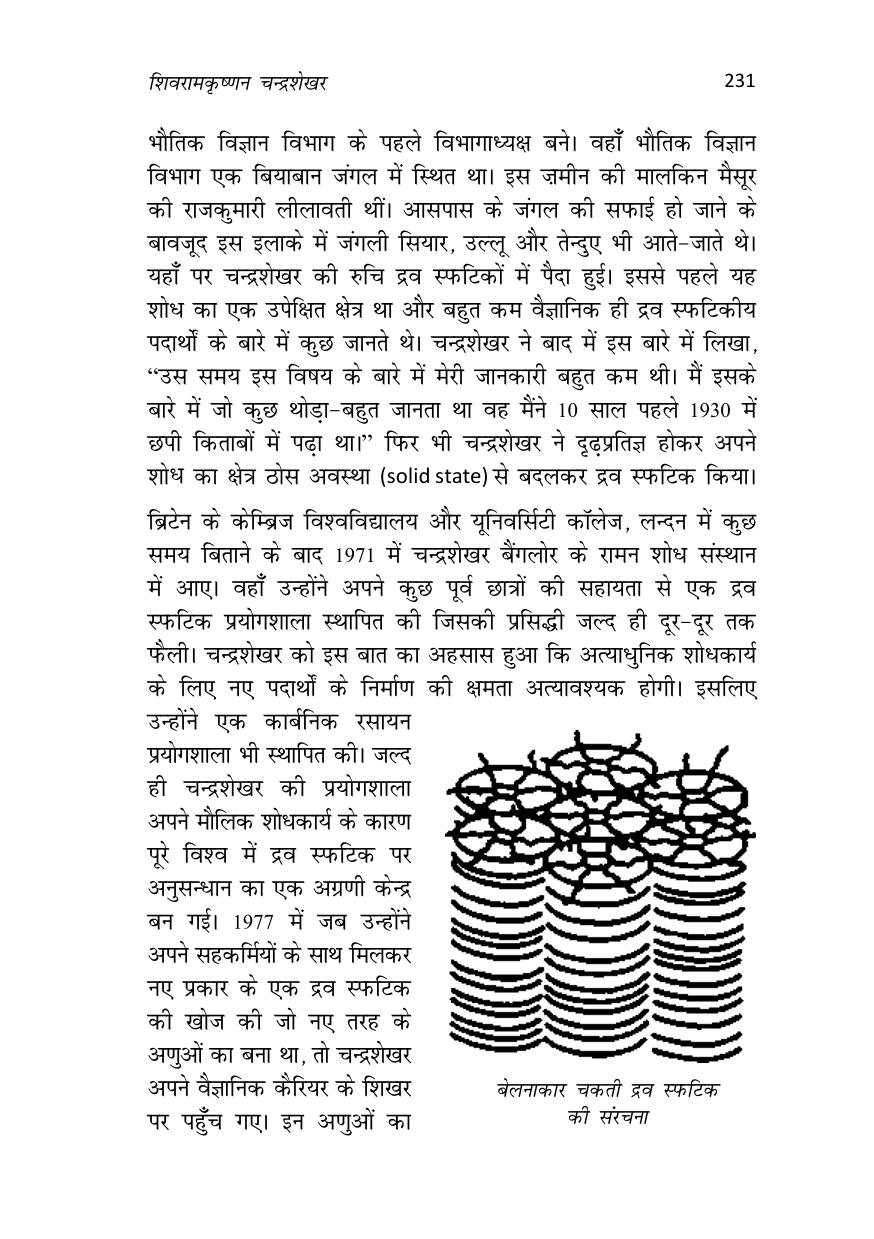 शिवरामकृष्णन चन्द्रशेखर 231
भौतिक विज्ञान विभाग के पहले विभागाध्यक्ष बने। वहाँ भौतिक विज्ञान
विभाग एक बियाबान जंगल में स्थित था। इस ज़मीन की मालकिन मैसूर
की राजकुमारी लीलावती थीं। आसपास के जंगल की सफाई हो जाने के
बावजूद इस इलाके में जंगली सियार, उल्लू और तेन्दुए भी आते-जाते थे।
यहाँ पर चन्द्रशेखर की रुचि द्रव स्फटिकों में पैदा हुई। इससे पहले यह
शोध का एक उपेक्षित क्षेत्र था और बहुत कम वैज्ञानिक ही द्रव स्फटिकीय
पदार्थों के बारे में कुछ जानते थे। चन्द्रशेखर ने बाद में इस बारे में लिखा,
“उस समय इस विषय के बारे में मेरी जानकारी बहुत कम थी। मैं इसके
बारे में जो कुछ थोड़ा-बहुत जानता था वह मैंने 10 साल पहले 1930 में
छपी किताबों में पढ़ा था।” फिर भी चन्द्रशेखर ने दृढ़प्रतिज्ञ होकर अपने
शोध का क्षेत्र ठोस अवस्था (solid state) से बदलकर द्रव स्फटिक किया।
ब्रिटेन के केम्ब्रिज विश्वविद्यालय और यूनिवर्सिटी कॉलेज, लन्दन में कुछ
समय बिताने के बाद 1971 में चन्द्रशेखर बैंगलोर के रामन शोध संस्थान
में आए। वहाँ उन्होंने अपने कुछ पूर्व छात्रों की सहायता से एक द्रव
स्फटिक प्रयोगशाला स्थापित की जिसकी प्रसिद्धी जल्द ही दूर-दूर तक
फैली। चन्द्रशेखर को इस बात का अहसास हुआ कि अत्याधुनिक शोधकार्य
के लिए नए पदार्थों के निर्माण की क्षमता अत्यावश्यक होगी। इसलिए
उन्होंने एक कार्बनिक रसायन
प्रयोगशाला भी स्थापित की। जल्द
ही चन्द्रशेखर की प्रयोगशाला
अपने मौलिक शोधकार्य के कारण
पूरे विश्व में द्रव स्फटिक पर
अनुसन्धान का एक अग्रणी केन्द्र
बन गई। 1977 में जब उन्होंने
अपने सहकर्मियों के साथ मिलकर
नए प्रकार के एक द्रव स्फटिक
की खोज की जो नए तरह के
अणुओं का बना था, तो चन्द्रशेखर
अपने वैज्ञानिक कैरियर के शिखर
पर पहुँच गए। इन अणुओं का
बेलनाकार चकती द्रव स्फटिक
की संरचना